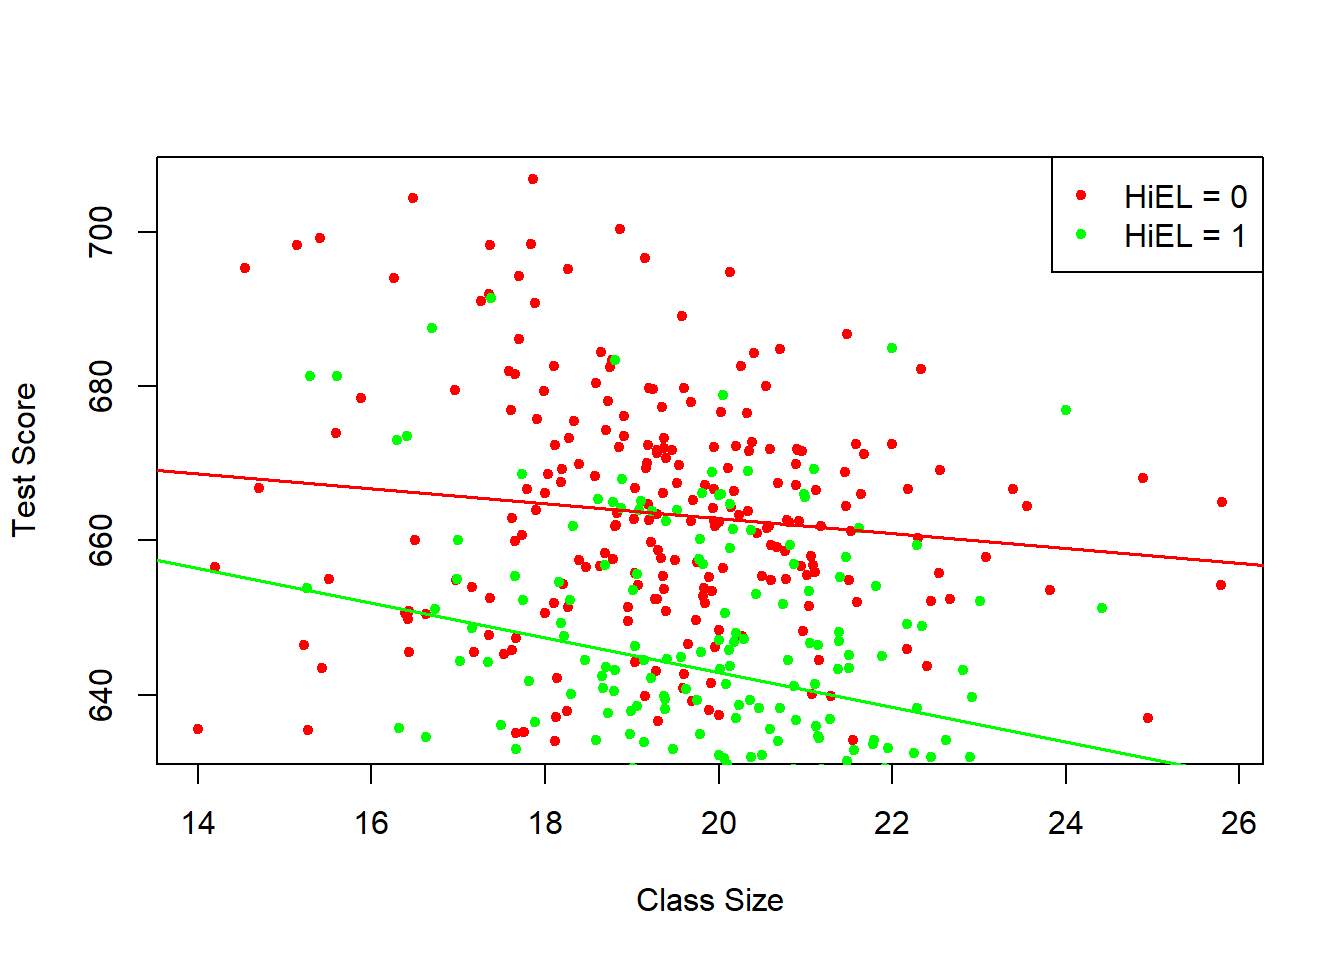 HiEL = 0
HiEL = 1
Test Score
700
680
660
640
14 16 18 20 22 24 26
Class Size